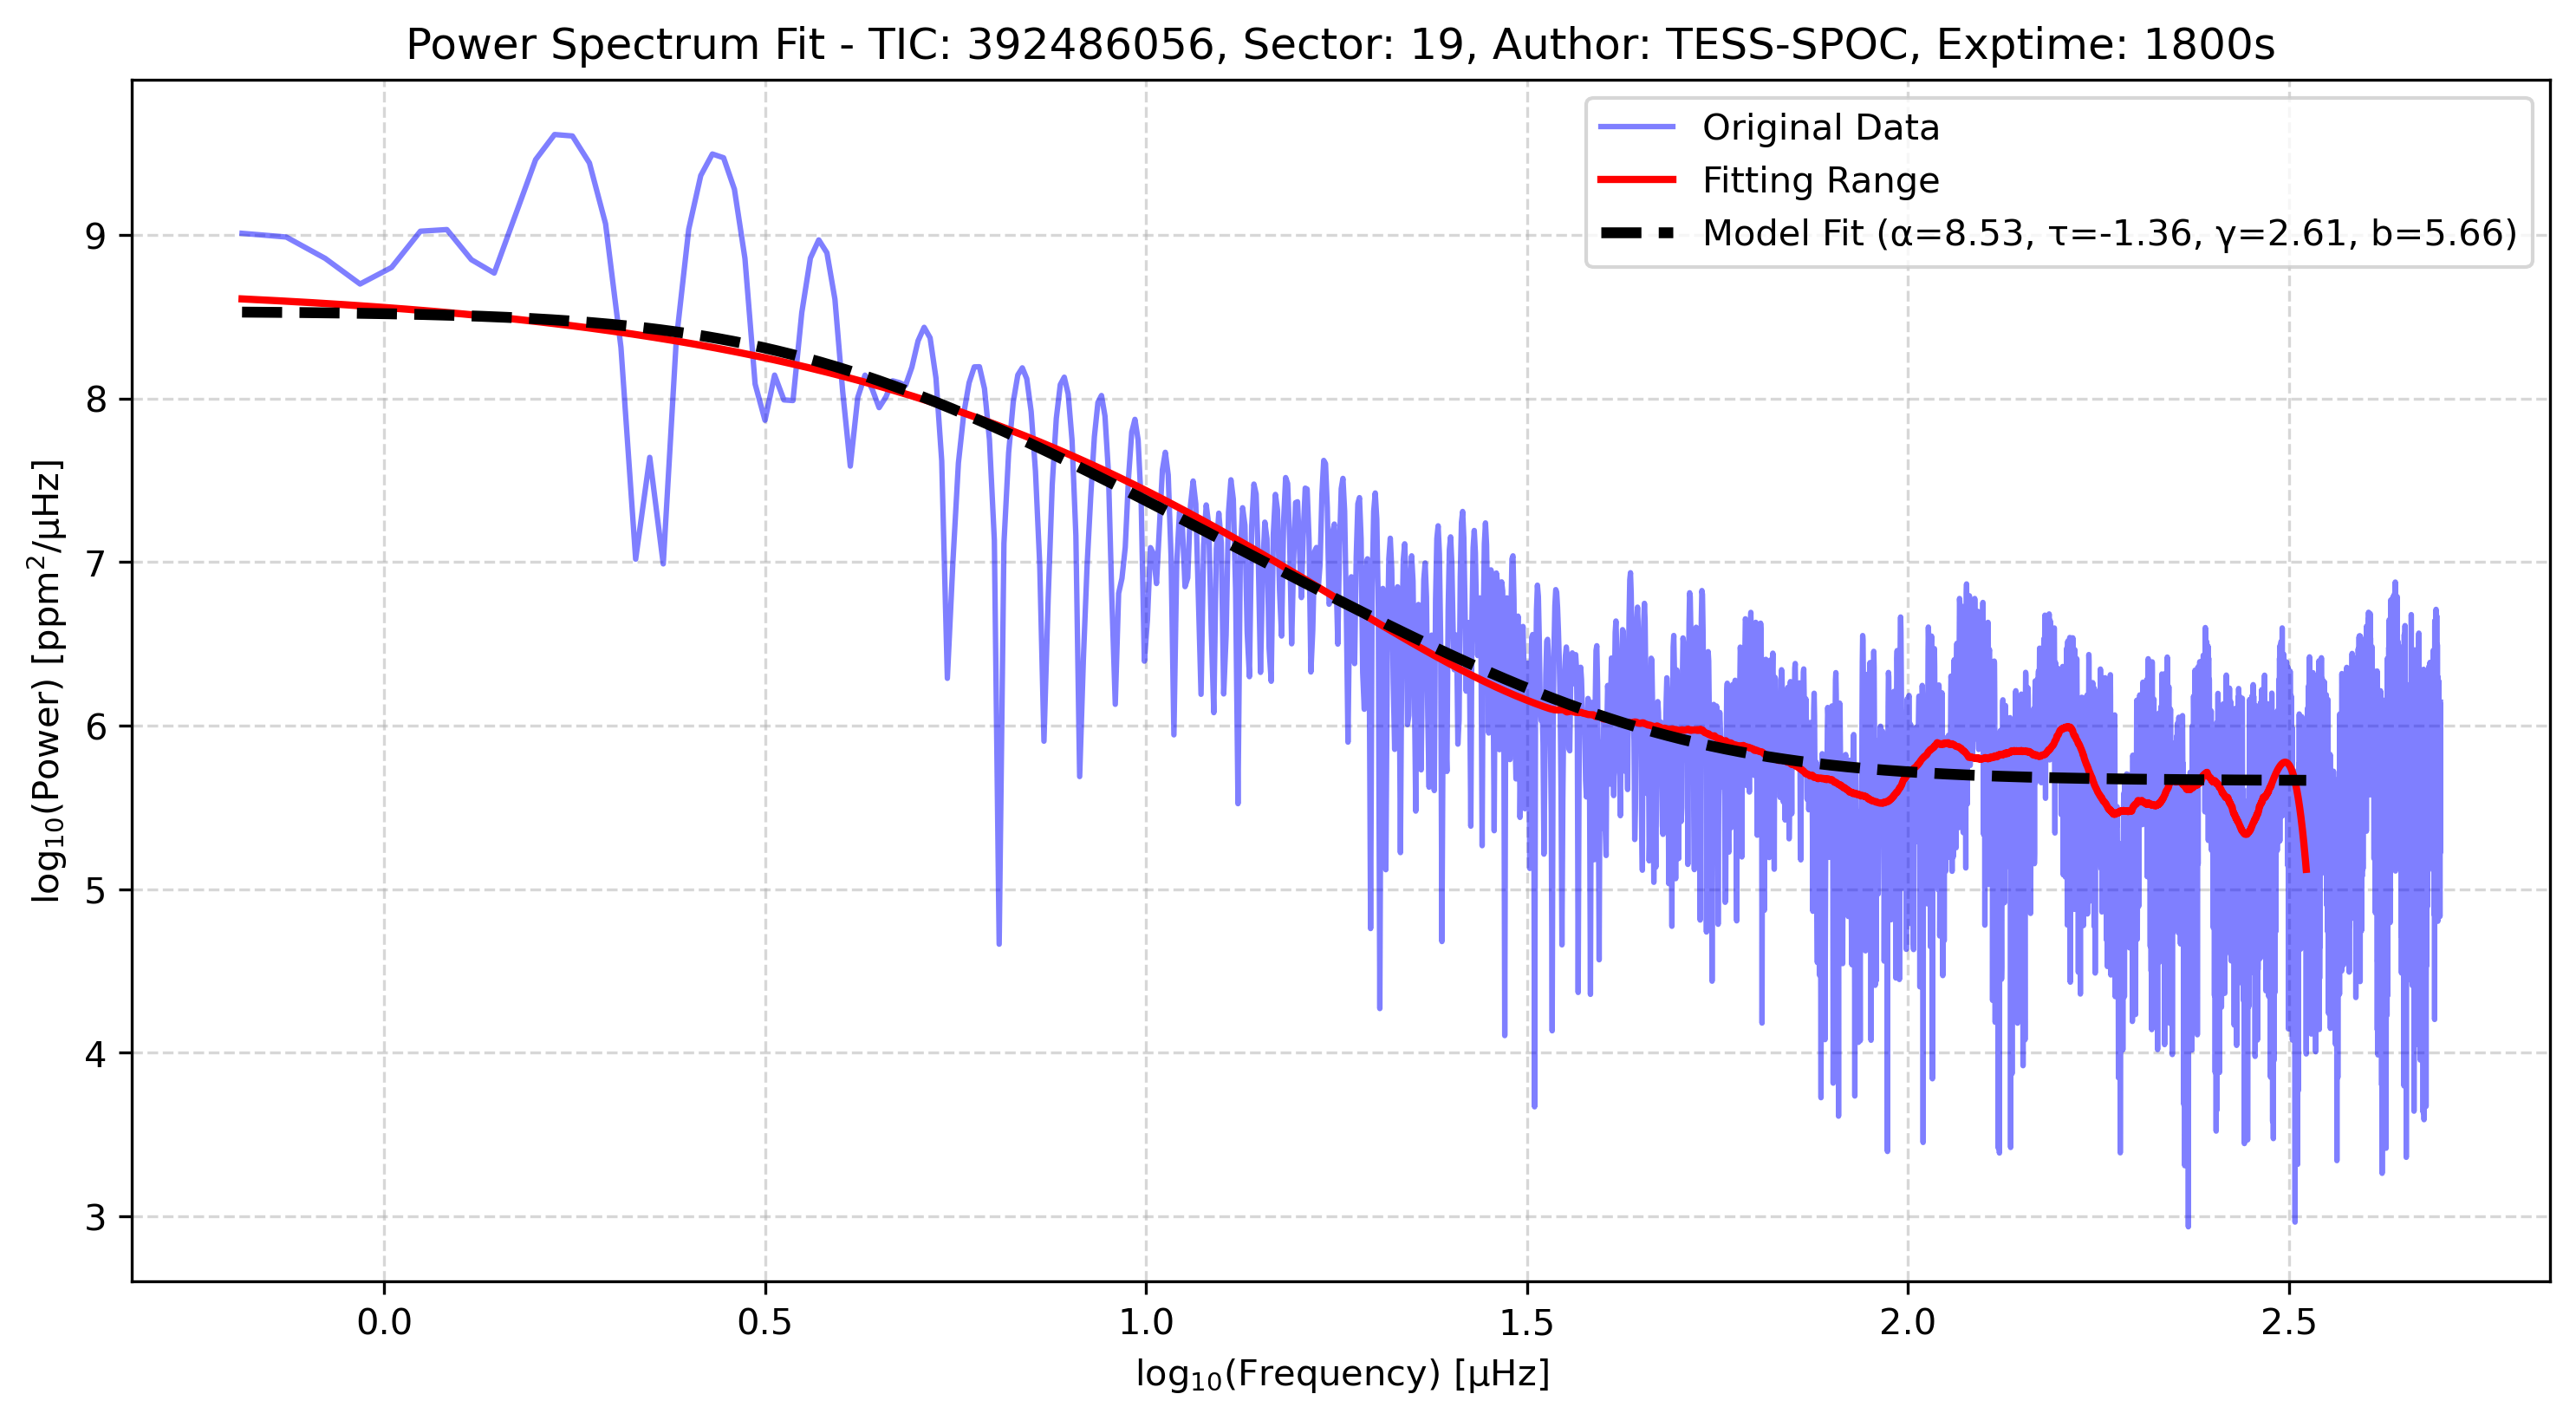 Power Spectrum Fit - TIC: 392486056, Sector: 19, Author: TESS-SPOC, Exptime: 1800s
Original Data
Fitting Range
Model Fit (α=8.53, τ=-1.36, γ=2.61, b=5.66)
log₁₀(Power) [ppm²/μHz]
9
8
7
6
5
4
3
0.0
0.5
1.0
1.5
2.0
2.5
log₁₀(Frequency) [μHz]